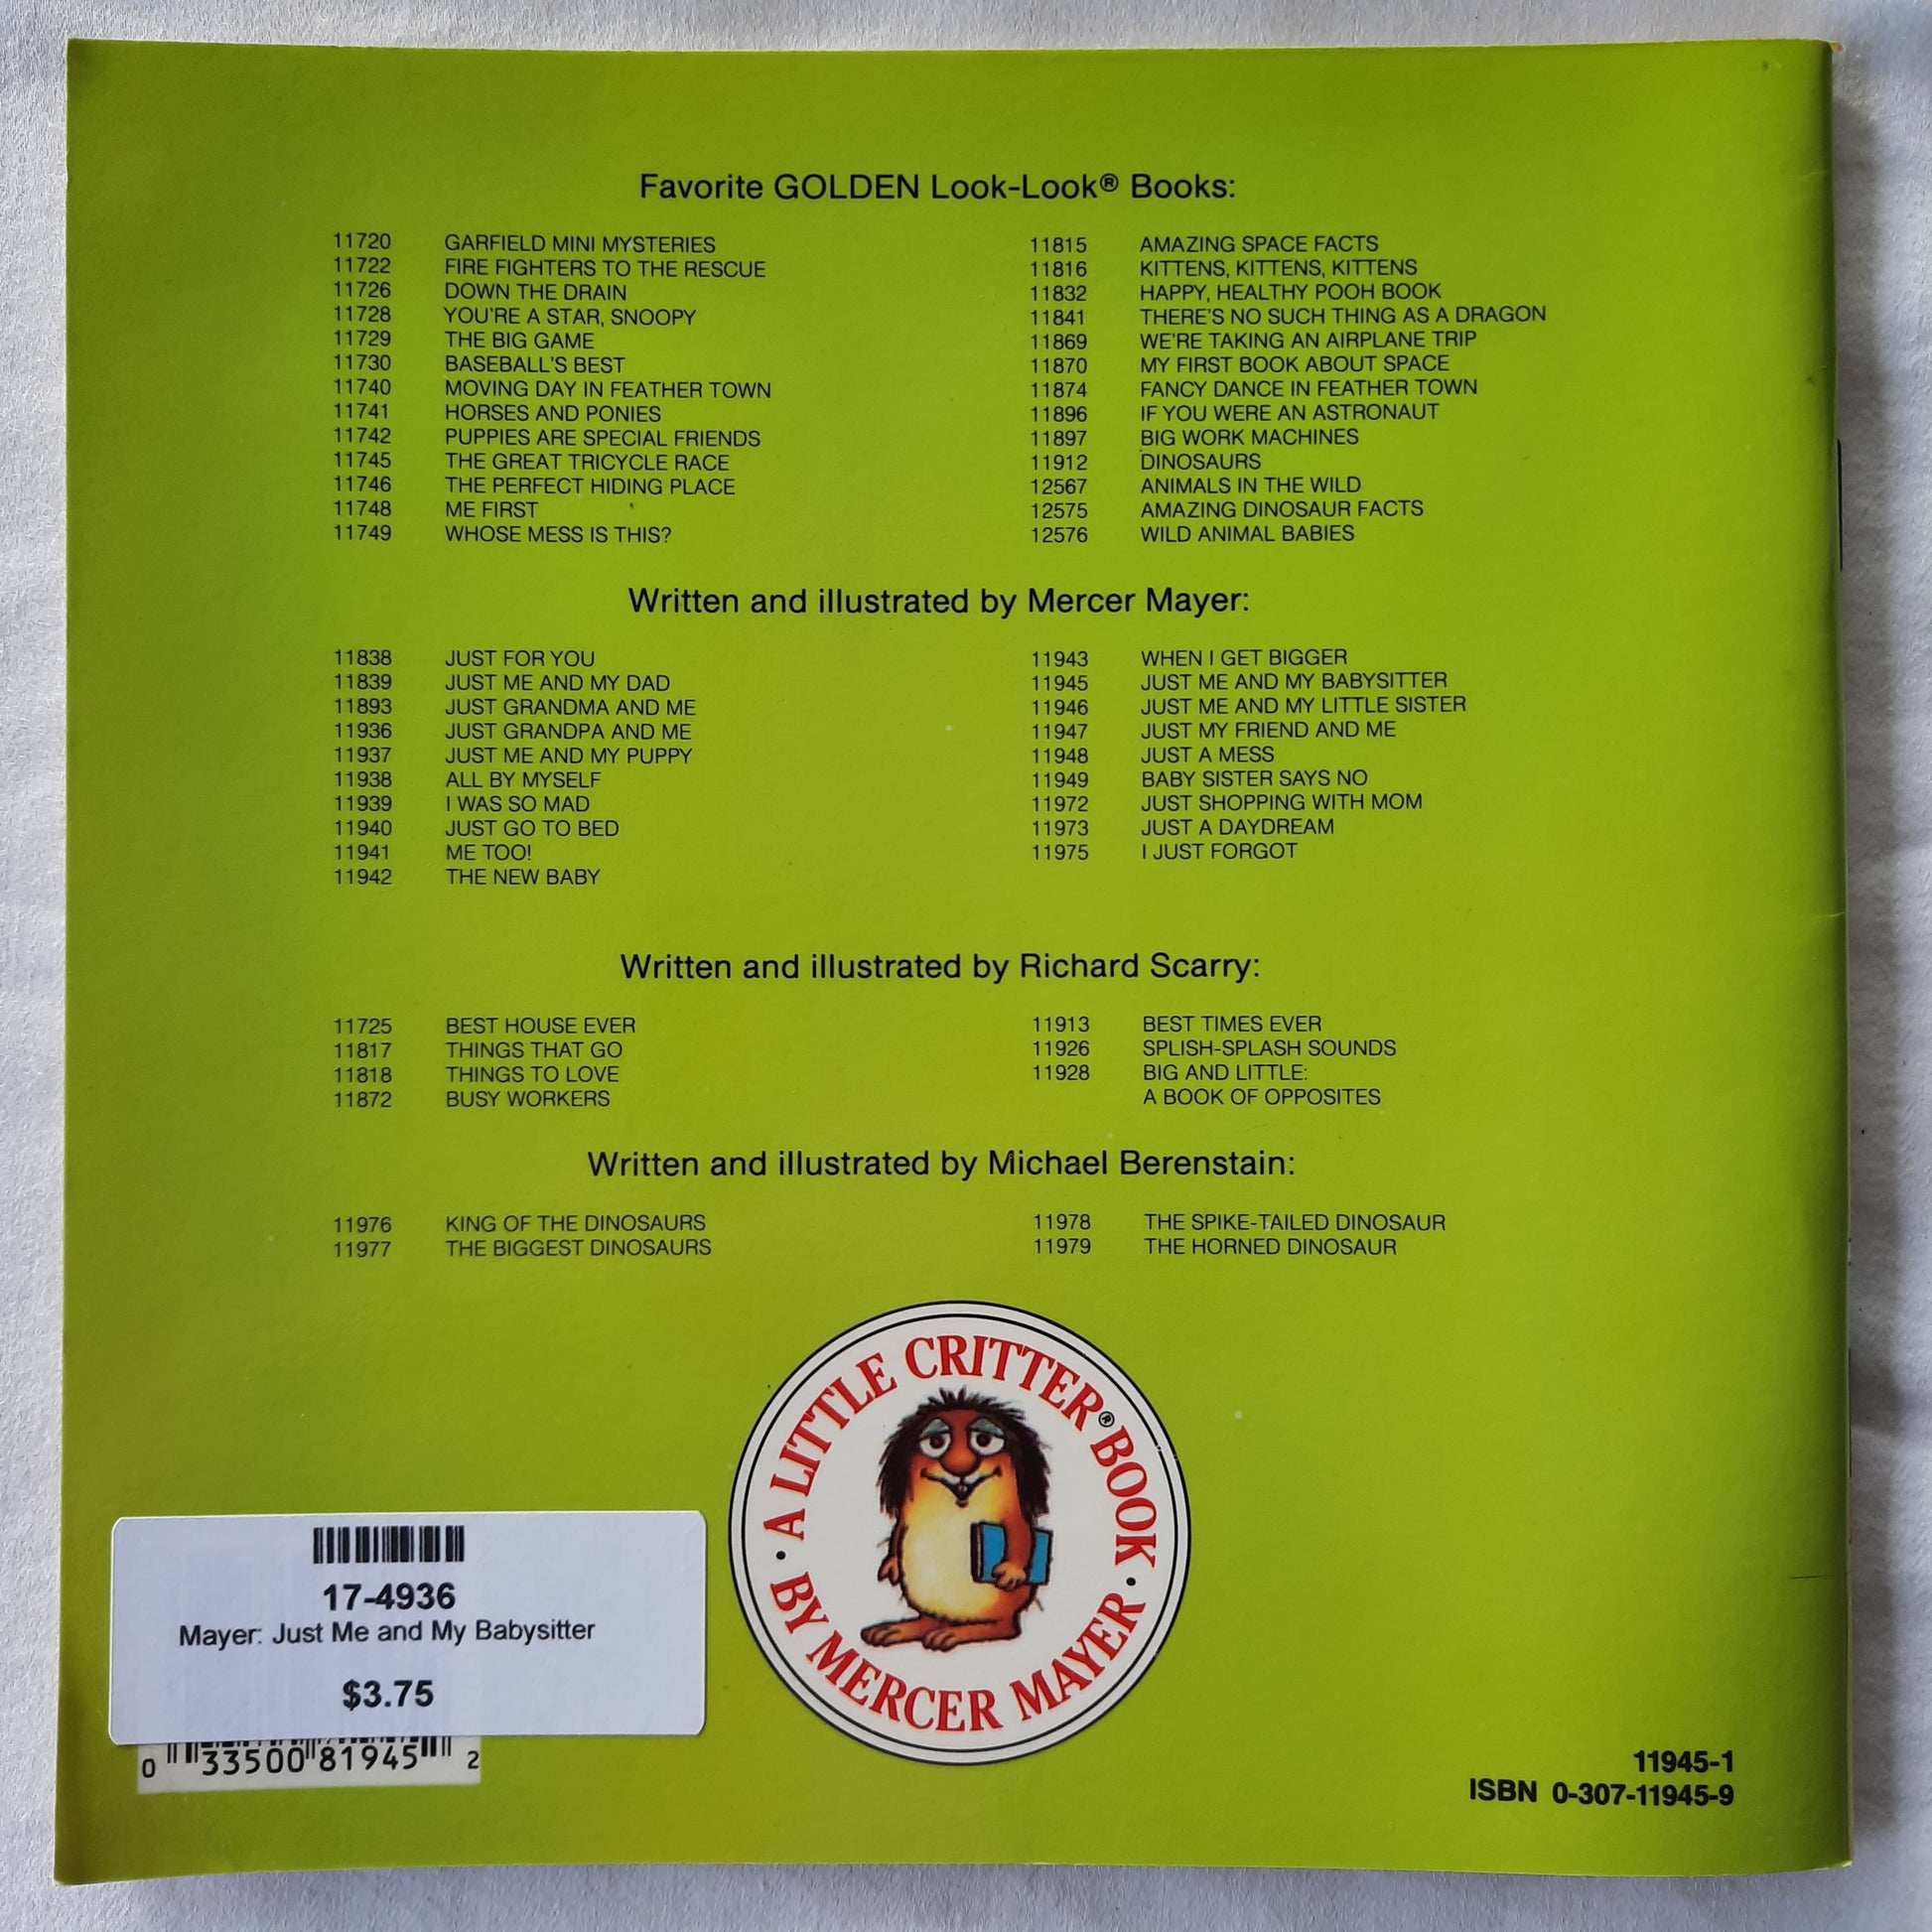 Favorite GOLDEN Look-Look® Books:
11720 GARFIELD MINI MYSTERIES
11722 FIRE FIGHTERS TO THE RESCUE
11726 DOWN THE DRAIN
11728 YOU'RE A STAR, SNOOPY
11729 THE BIG GAME
11730 BASEBALL'S BEST
11740 MOVING DAY IN FEATHER TOWN
11741 HORSES AND PONIES
11742 PUPPIES ARE SPECIAL FRIENDS
11745 THE GREAT TRICYCLE RACE
11746 THE PERFECT HIDING PLACE
11748 ME FIRST
11749 WHOSE MESS IS THIS?
11815 AMAZING SPACE FACTS
11816 KITTENS, KITTENS, KITTENS
11832 HAPPY, HEALTHY POOH BOOK
11841 THERE'S NO SUCH THING AS A DRAGON
11869 WE'RE TAKING AN AIRPLANE TRIP
11870 MY FIRST BOOK ABOUT SPACE
11874 FANCY DANCE IN FEATHER TOWN
11896 IF YOU WERE AN ASTRONAUT
11897 BIG WORK MACHINES
11912 DINOSAURS
12567 ANIMALS IN THE WILD
12575 AMAZING DINOSAUR FACTS
12576 WILD ANIMAL BABIES
Written and illustrated by Mercer Mayer:
11838 JUST FOR YOU
11839 JUST ME AND MY DAD
11893 JUST GRANDMA AND ME
11936 JUST GRANDPA AND ME
11937 JUST ME AND MY PUPPY
11938 ALL BY MYSELF
11939 I WAS SO MAD
11940 JUST GO TO BED
11941 ME TOO!
11942 THE NEW BABY
11943 WHEN I GET BIGGER
11945 JUST ME AND MY BABYSITTER
11946 JUST ME AND MY LITTLE SISTER
11947 JUST MY FRIEND AND ME
11948 JUST A MESS
11949 BABY SISTER SAYS NO
11972 JUST SHOPPING WITH MOM
11973 JUST A DAYDREAM
11975 I JUST FORGOT
Written and illustrated by Richard Scarry:
11725 BEST HOUSE EVER
11817 THINGS THAT GO
11818 THINGS TO LOVE
11872 BUSY WORKERS
11913 BEST TIMES EVER
11926 SPLISH-SPLASH SOUNDS
11928 BIG AND LITTLE:
A BOOK OF OPPOSITES
Written and illustrated by Michael Berenstain:
11976 KING OF THE DINOSAURS
11977 THE BIGGEST DINOSAURS
11978 THE SPIKE-TAILED DINOSAUR
11979 THE HORNED DINOSAUR
· A LITTLE CRITTER® BOOK ·
BY MERCER MAYER
17-4936
Mayer: Just Me and My Babysitter
$3.75
0 33500 81945 2
11945-1
ISBN 0-307-11945-9